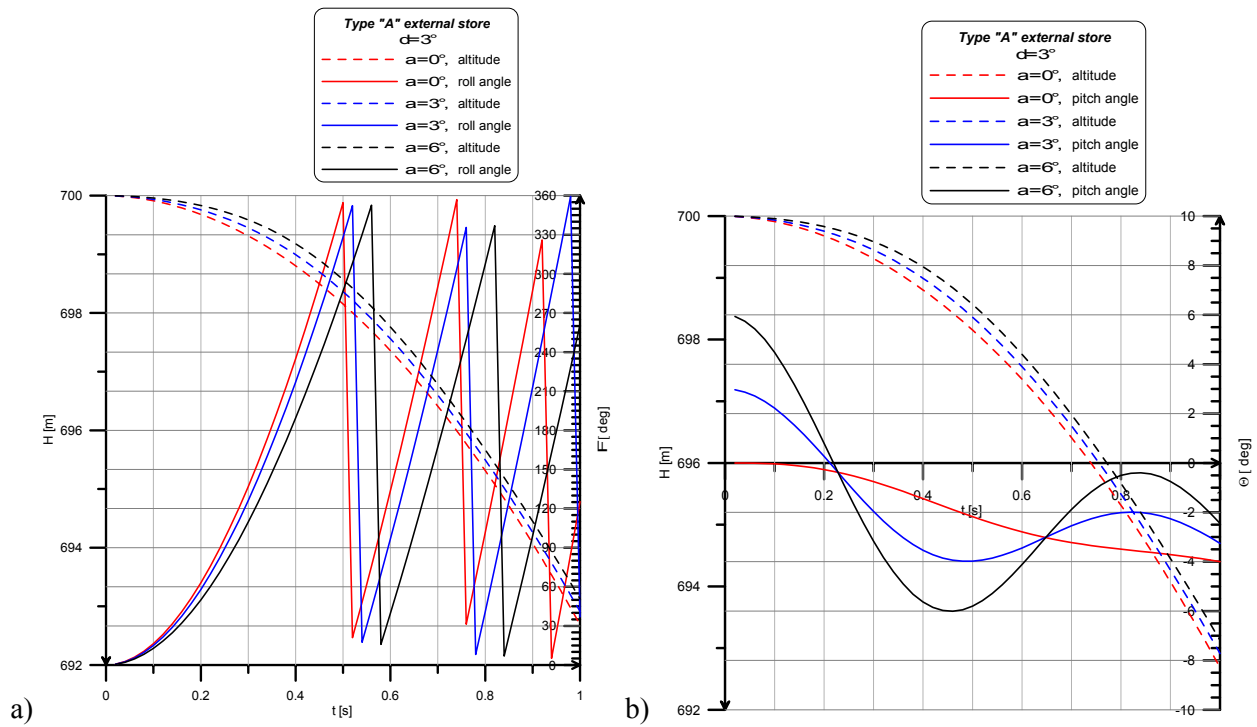 Type "A" external store
d=3°
a=0°, altitude
a=0°, roll angle
a=3°, altitude
a=3°, roll angle
a=6°, altitude
a=6°, roll angle
700
698
696
694
692
H [m]
360
330
300
270
240
210
180
150
120
90
60
30
0
F [ deg]
0
0.2
0.4
0.6
0.8
1
t [s]
a)
Type "A" external store
d=3°
a=0°, altitude
a=0°, pitch angle
a=3°, altitude
a=3°, pitch angle
a=6°, altitude
a=6°, pitch angle
700
698
696
694
692
H [m]
10
8
6
4
2
0
-2
-4
-6
-8
-10
Θ [ deg]
0
0.2
0.4
0.6
0.8
t [s]
b)